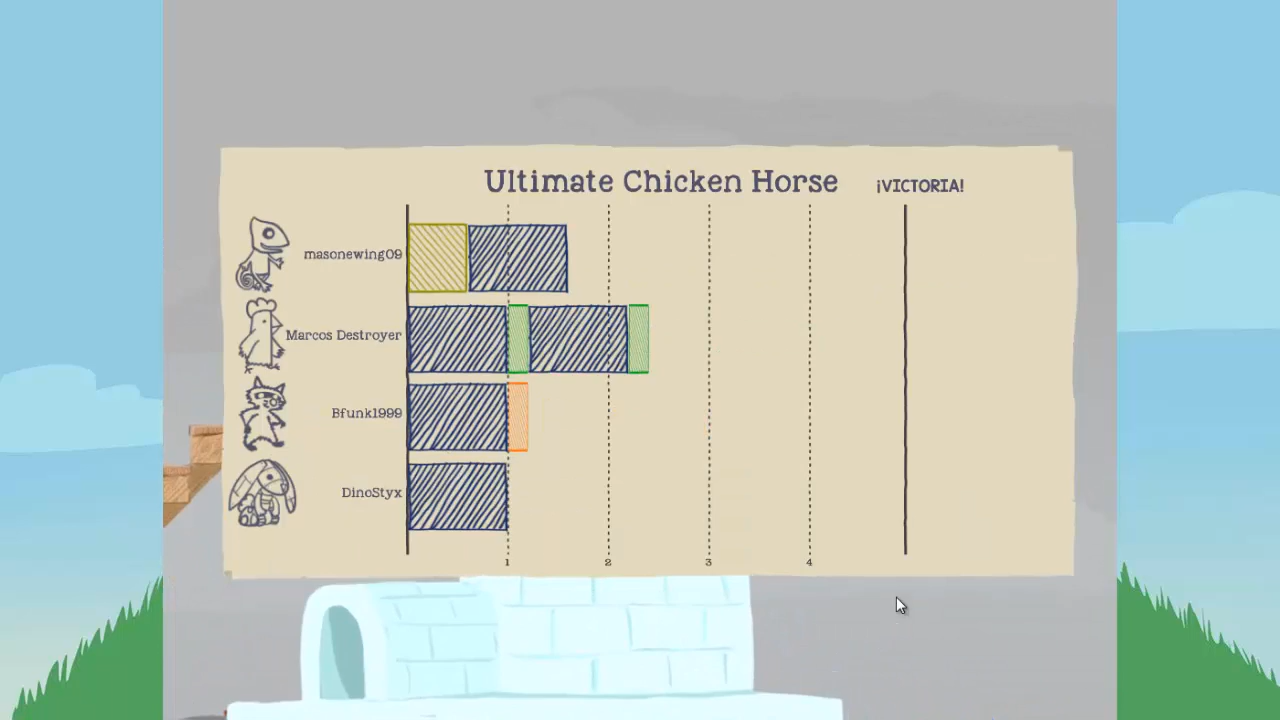 Ultimate Chicken Horse
¡VICTORIA!
masonewing09
Marcos Destroyer
Bfunk1999
DinoStyx
1 2 3 4